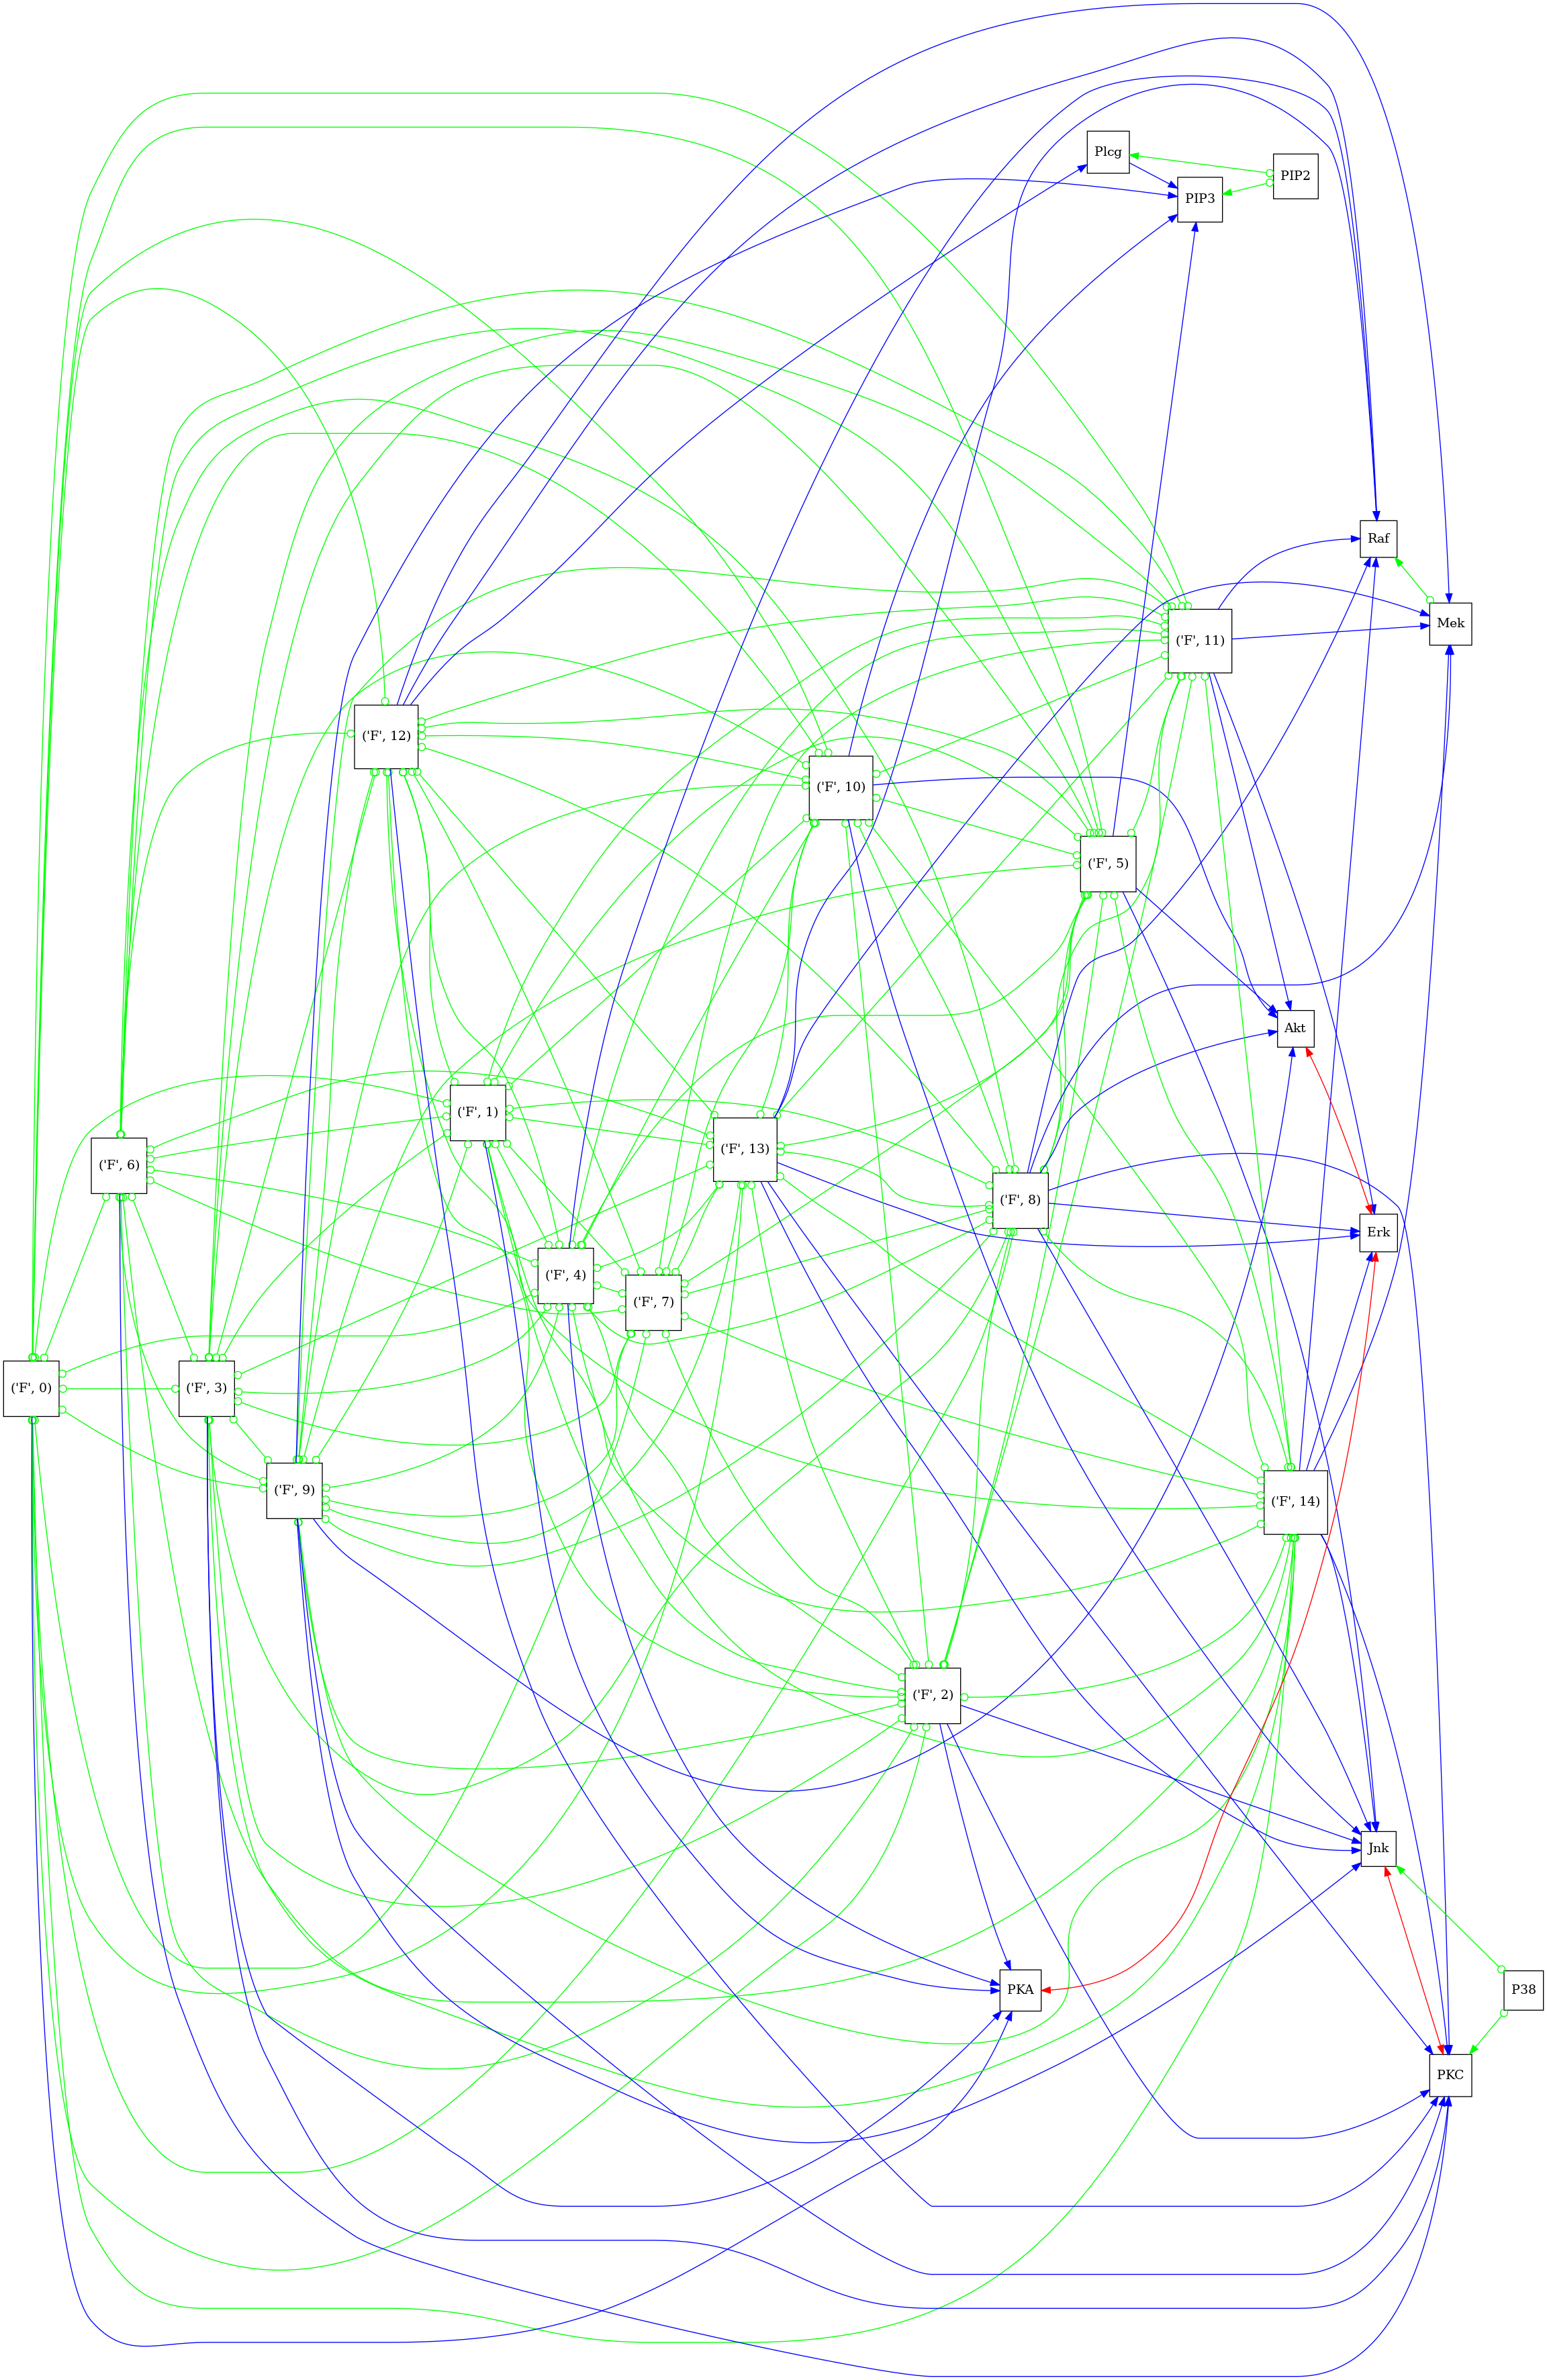 Plcg
PIP2
PIP3
Raf
Mek
('F', 11)
('F', 12)
('F', 10)
('F', 5)
Akt
('F', 1)
('F', 13)
('F', 6)
('F', 8)
Erk
('F', 4)
('F', 7)
('F', 0)
('F', 3)
('F', 9)
('F', 14)
('F', 2)
Jnk
PKA
P38
PKC